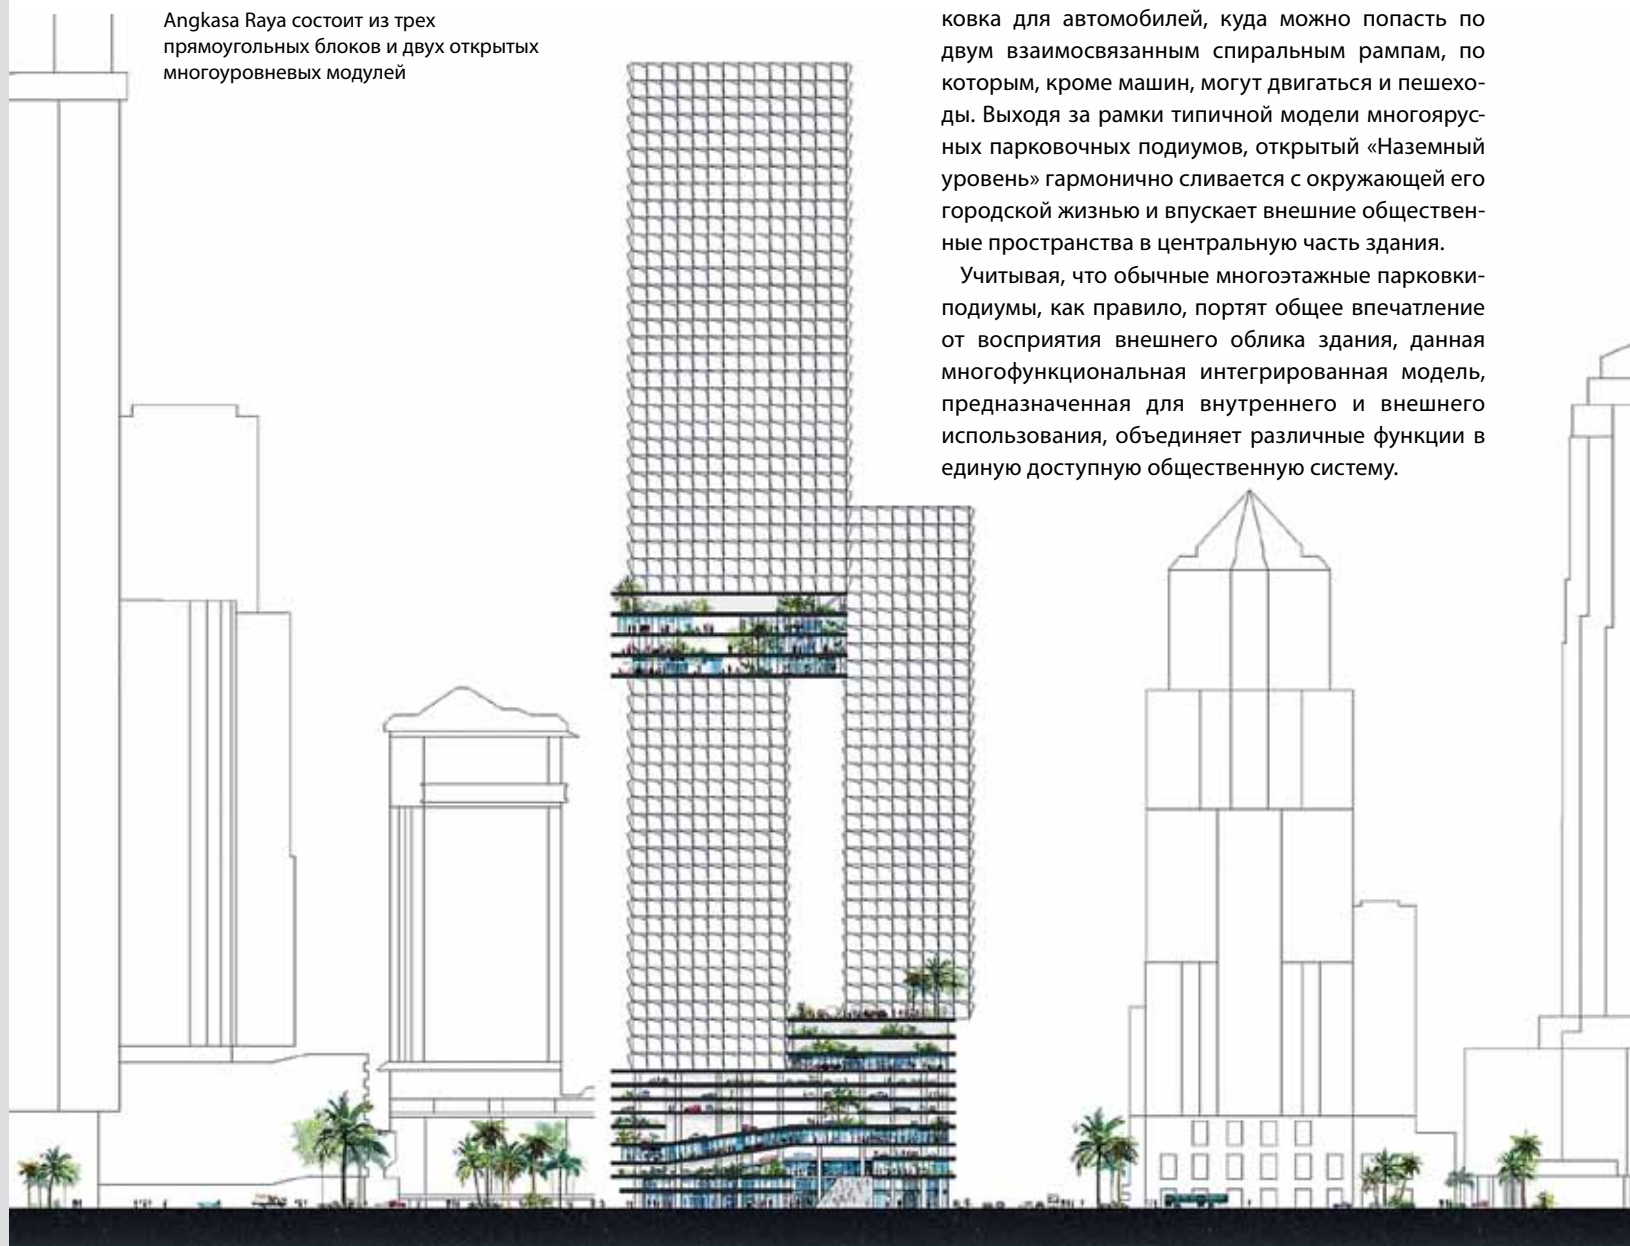 Angkasa Raya состоит из трех
прямоугольных блоков и двух открытых
многоуровневых модулей
ковка для автомобилей, куда можно попасть по
двум взаимосвязанным спиральным рампам, по
которым, кроме машин, могут двигаться и пешехо-
ды. Выходя за рамки типичной модели многоярус-
ных парковочных подиумов, открытый «Наземный
уровень» гармонично сливается с окружающей его
городской жизнью и впускает внешние обществен-
ные пространства в центральную часть здания.
Учитывая, что обычные многоэтажные парковки-
подиумы, как правило, портят общее впечатление
от восприятия внешнего облика здания, данная
многофункциональная интегрированная модель,
предназначенная для внутреннего и внешнего
использования, объединяет различные функции в
единую доступную общественную систему.